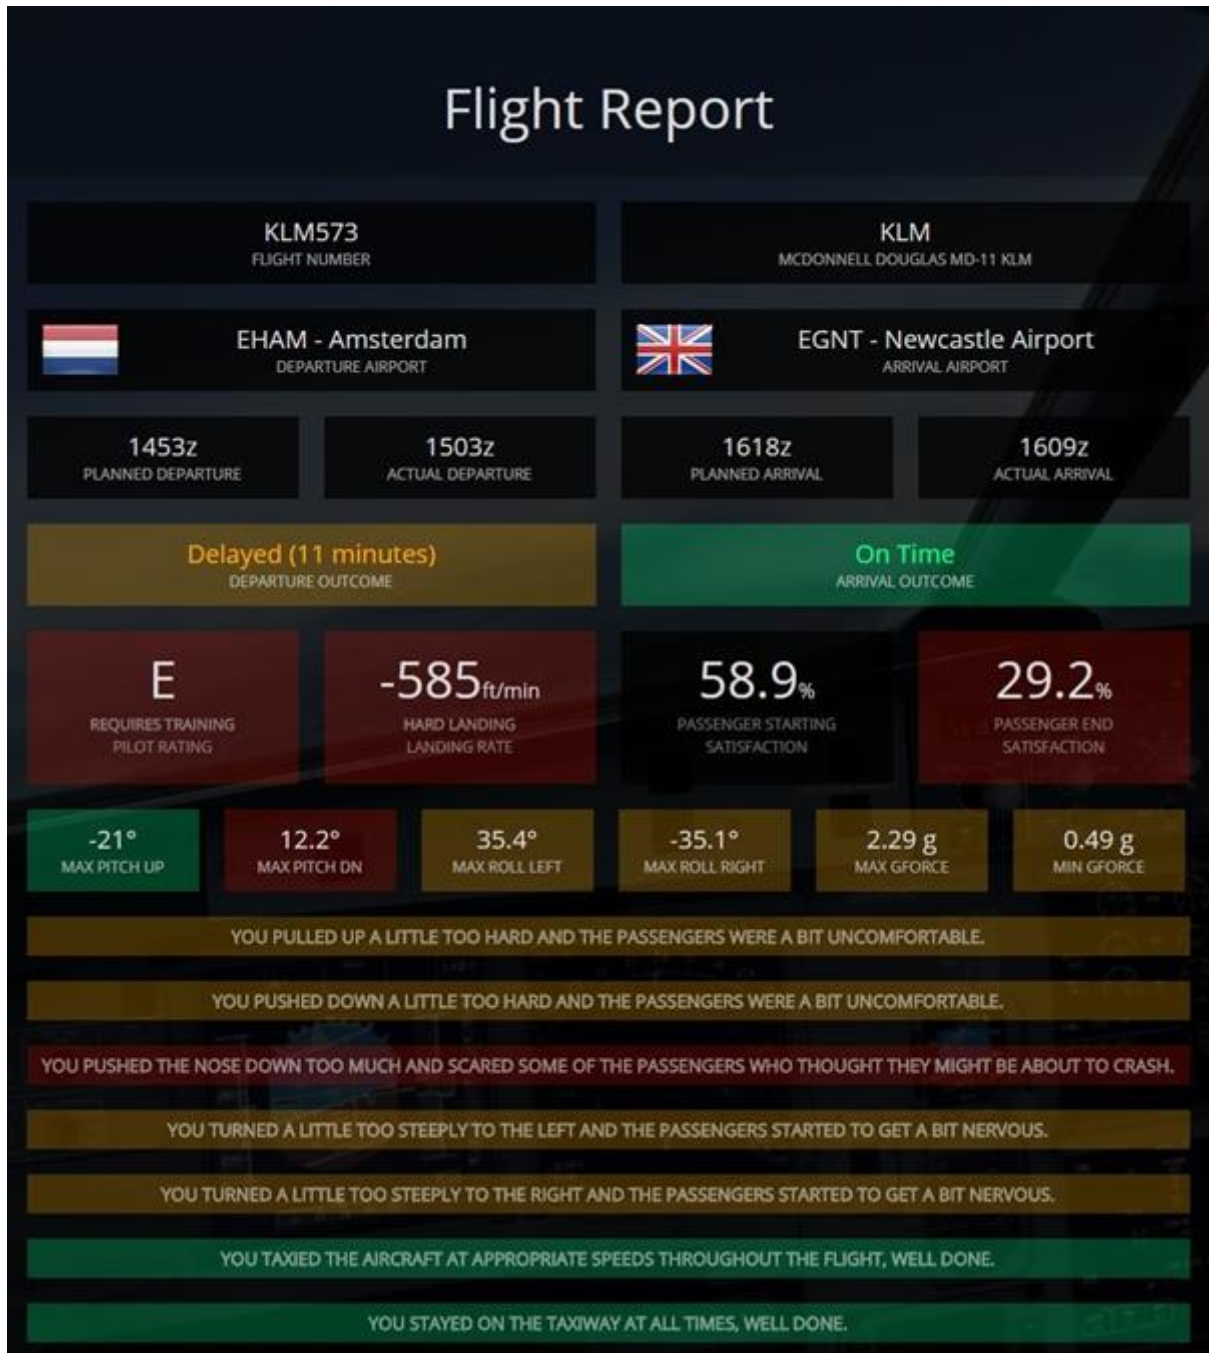 Flight Report
KLM573
FLIGHT NUMBER
KLM
MCDONNELL DOUGLAS MD-11 KLM
EHAM - Amsterdam
DEPARTURE AIRPORT
EGNT - Newcastle Airport
ARRIVAL AIRPORT
1453z
PLANNED DEPARTURE
1503z
ACTUAL DEPARTURE
1618z
PLANNED ARRIVAL
1609z
ACTUAL ARRIVAL
Delayed (11 minutes)
DEPARTURE OUTCOME
On Time
ARRIVAL OUTCOME
E
REQUIRES TRAINING
PILOT RATING
-585ft/min
HARD LANDING
LANDING RATE
58.9%
PASSENGER STARTING
SATISFACTION
29.2%
PASSENGER END
SATISFACTION
-21°
MAX PITCH UP
12.2°
MAX PITCH DN
35.4°
MAX ROLL LEFT
-35.1°
MAX ROLL RIGHT
2.29 g
MAX GFORCE
0.49 g
MIN GFORCE
YOU PULLED UP A LITTLE TOO HARD AND THE PASSENGERS WERE A BIT UNCOMFORTABLE.
YOU PUSHED DOWN A LITTLE TOO HARD AND THE PASSENGERS WERE A BIT UNCOMFORTABLE.
YOU PUSHED THE NOSE DOWN TOO MUCH AND SCARED SOME OF THE PASSENGERS WHO THOUGHT THEY MIGHT BE ABOUT TO CRASH.
YOU TURNED A LITTLE TOO STEEPLY TO THE LEFT AND THE PASSENGERS STARTED TO GET A BIT NERVOUS.
YOU TURNED A LITTLE TOO STEEPLY TO THE RIGHT AND THE PASSENGERS STARTED TO GET A BIT NERVOUS.
YOU TAXIED THE AIRCRAFT AT APPROPRIATE SPEEDS THROUGHOUT THE FLIGHT, WELL DONE.
YOU STAYED ON THE TAXIWAY AT ALL TIMES, WELL DONE.